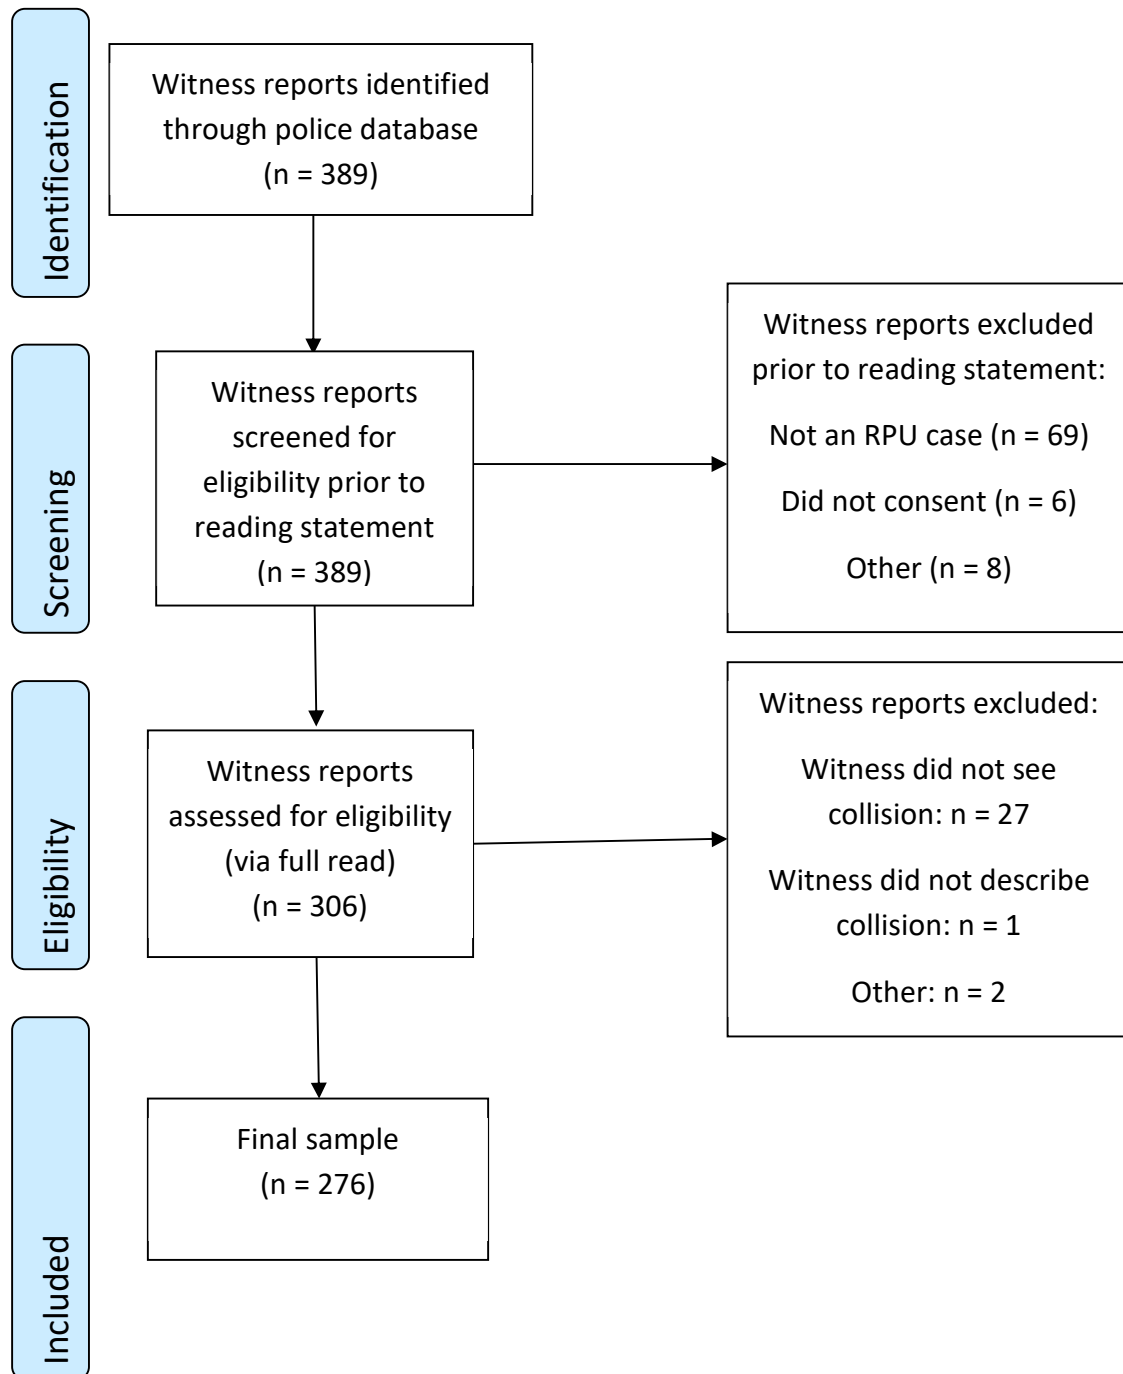 Identification
Witness reports identified
through police database
(n = 389)
Screening
Witness reports
screened for
eligibility prior to
reading statement
(n = 389)
Witness reports excluded
prior to reading statement:
Not an RPU case (n = 69)
Did not consent (n = 6)
Other (n = 8)
Eligibility
Witness reports
assessed for eligibility
(via full read)
(n = 306)
Witness reports excluded:
Witness did not see
collision: n = 27
Witness did not describe
collision: n = 1
Other: n = 2
Included
Final sample
(n = 276)